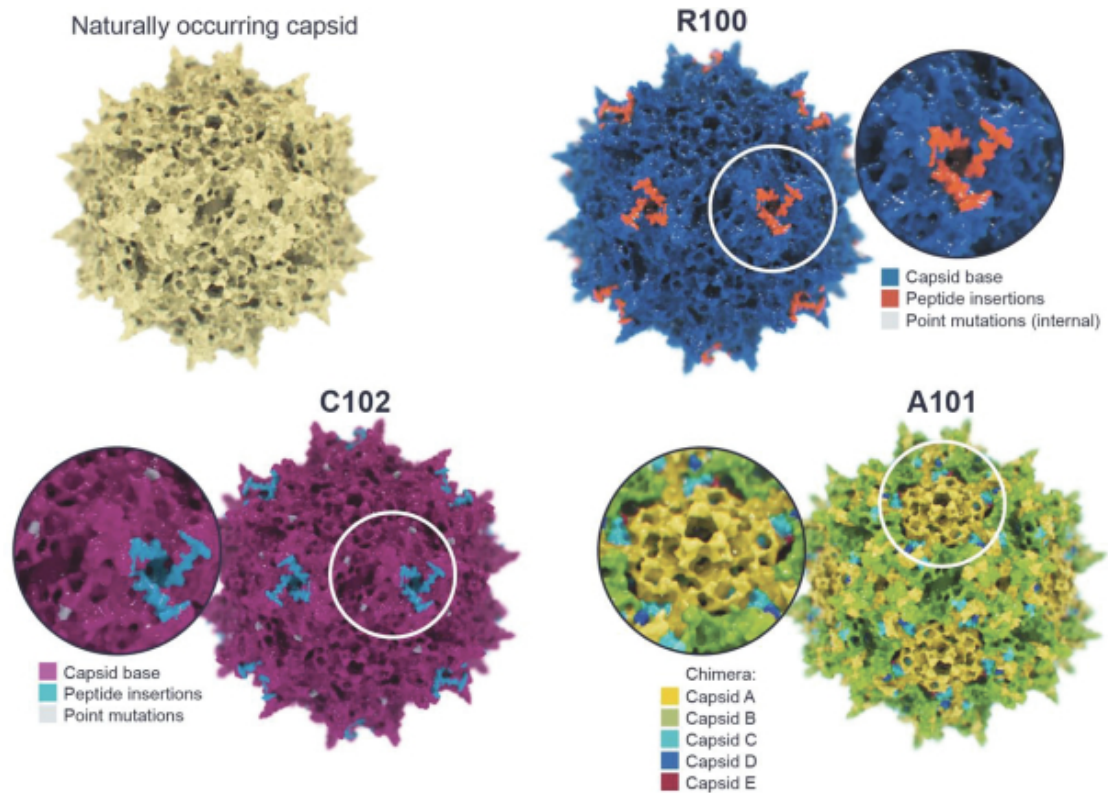 Naturally occurring capsid
R100
Capsid base
Peptide insertions
Point mutations (internal)
C102
Capsid base
Peptide insertions
Point mutations
A101
Chimera:
Capsid A
Capsid B
Capsid C
Capsid D
Capsid E